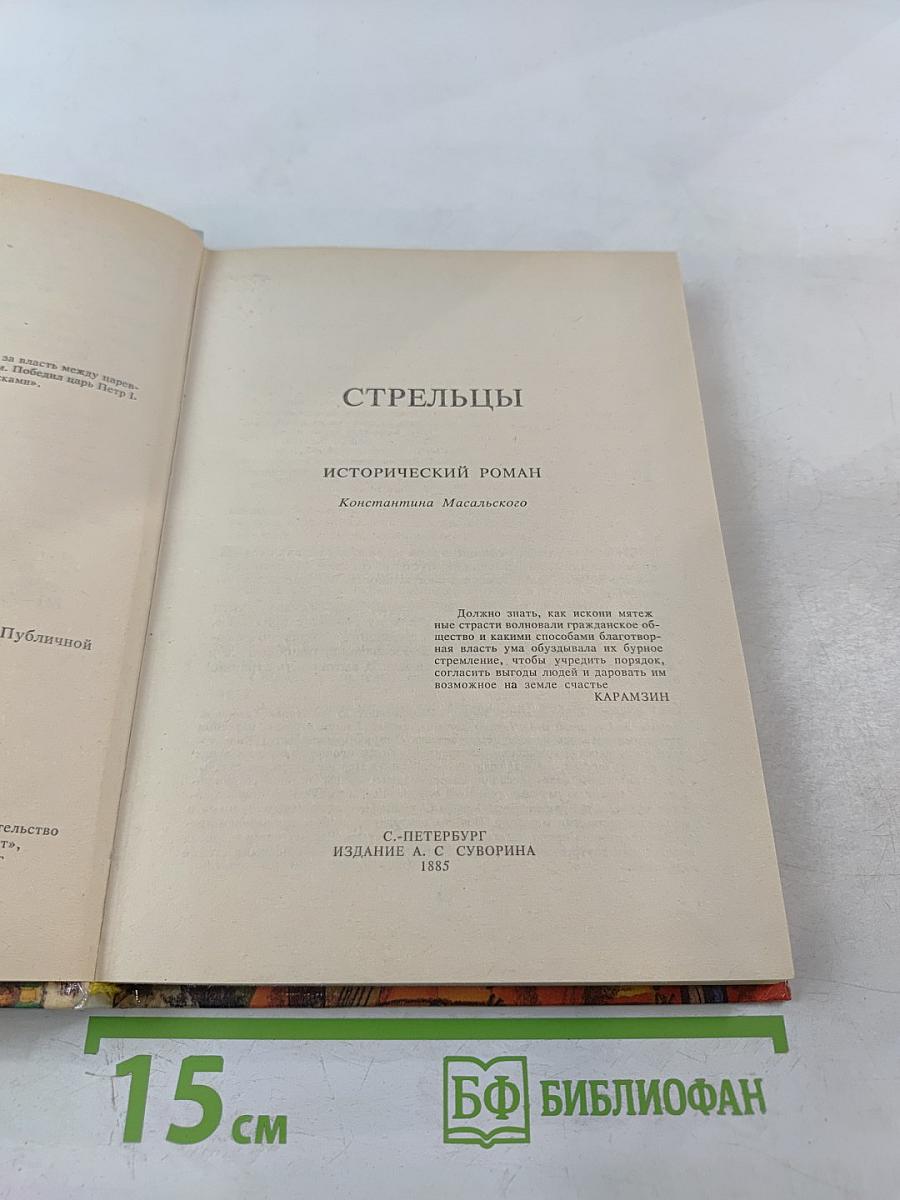 за власть между царев-
Победил царь Петр I.
сками».
Публичной
тельство
т»,
СТРЕЛЬЦЫ
ИСТОРИЧЕСКИЙ РОМАН
Константина Масальского
Должно знать, как искони мятеж
ные страсти волновали гражданское об-
щество и какими способами благотвор-
ная власть ума обуздывала их бурное
стремление, чтобы учредить порядок,
согласить выгоды людей и даровать им
возможное на земле счастье
КАРАМЗИН
С.-ПЕТЕРБУРГ
ИЗДАНИЕ А. С СУВОРИНА
1885
15 см
БФ БИБЛИОФАН